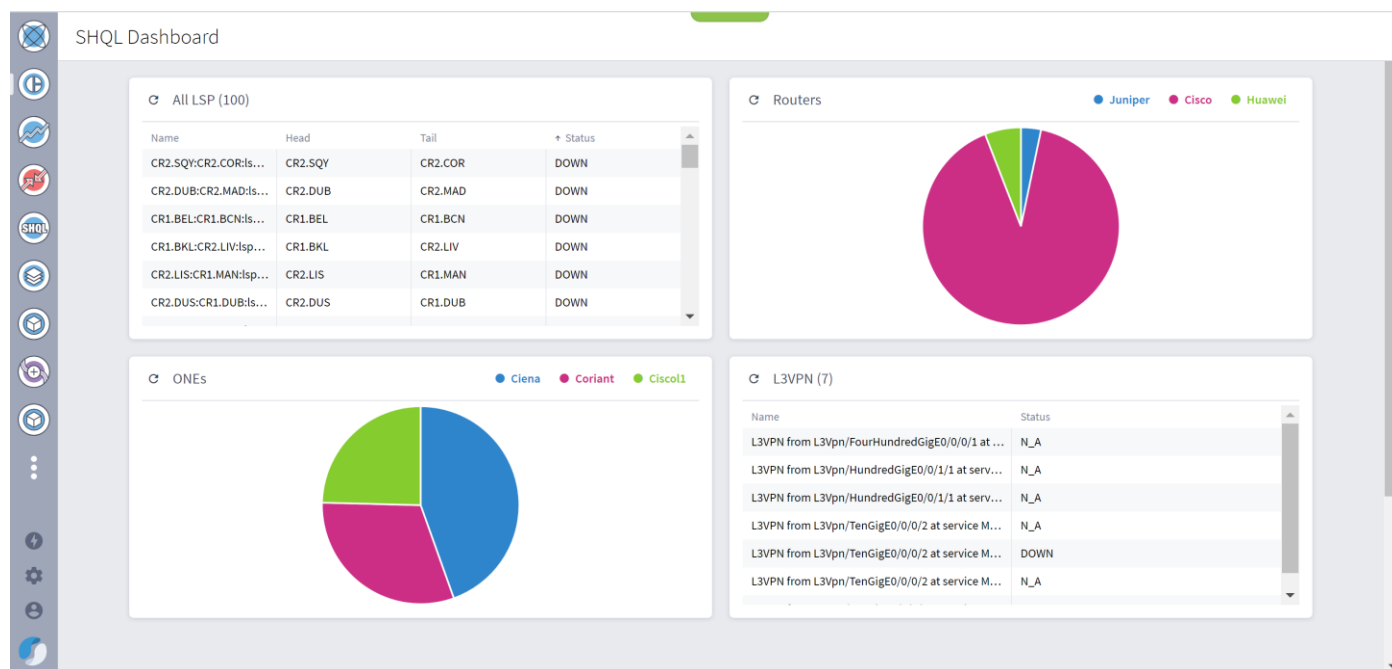 SHQL Dashboard
SHQL
All LSP (100)
Name Head Tail Status
CR2.SQY:CR2.COR:ls... CR2.SQY CR2.COR DOWN
CR2.DUB:CR2.MAD:ls... CR2.DUB CR2.MAD DOWN
CR1.BEL:CR1.BCN:ls... CR1.BEL CR1.BCN DOWN
CR1.BKL:CR2.LIV:lsp... CR1.BKL CR2.LIV DOWN
CR2.LIS:CR1.MAN:lsp... CR2.LIS CR1.MAN DOWN
CR2.DUS:CR1.DUB:ls... CR2.DUS CR1.DUB DOWN
Routers Juniper Cisco Huawei
ONEs Ciena Coriant Ciscol1
L3VPN (7)
Name Status
L3VPN from L3Vpn/FourHundredGigE0/0/0/1 at ... N_A
L3VPN from L3Vpn/HundredGigE0/0/1/1 at serv... N_A
L3VPN from L3Vpn/HundredGigE0/0/1/1 at serv... N_A
L3VPN from L3Vpn/TenGigE0/0/0/2 at service M... N_A
L3VPN from L3Vpn/TenGigE0/0/0/2 at service M... DOWN
L3VPN from L3Vpn/TenGigE0/0/0/2 at service M... N_A